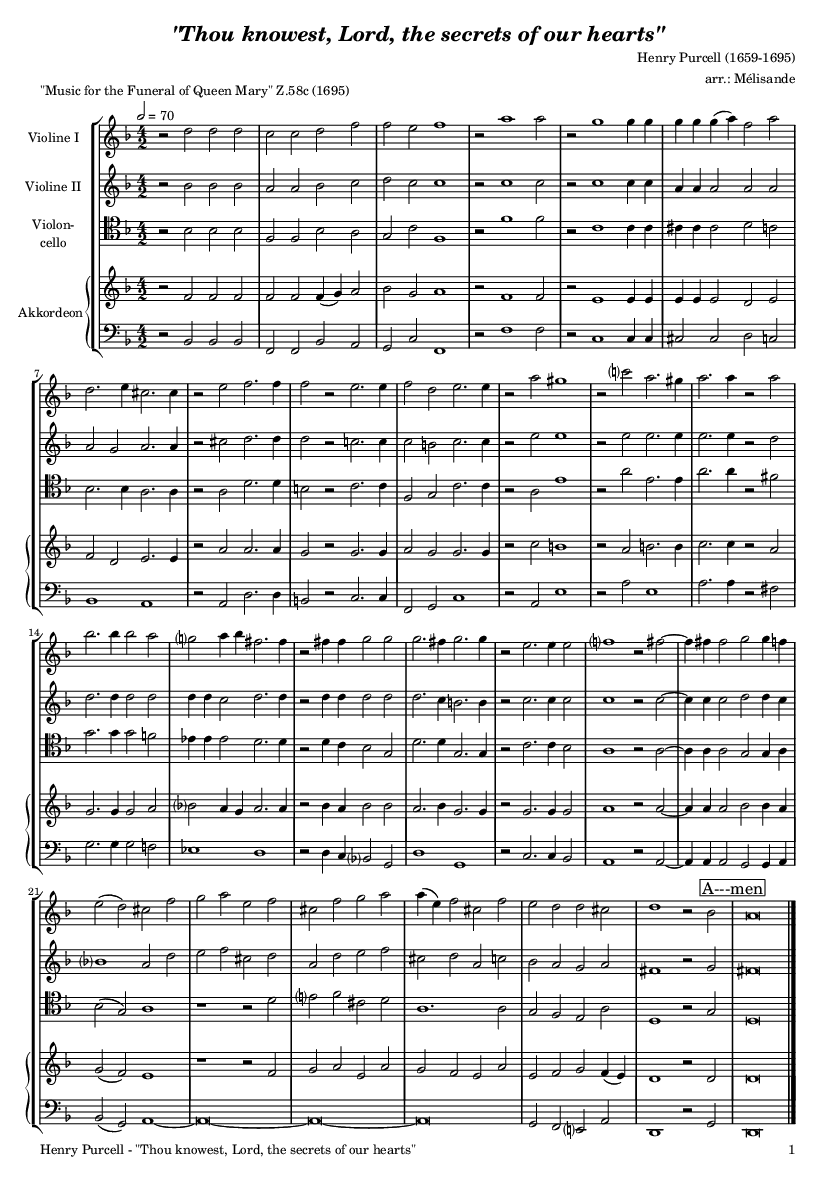 "Thou knowest, Lord, the secrets of our hearts"
Henry Purcell (1659-1695)
arr.: Mélisande
"Music for the Funeral of Queen Mary" Z.58c (1695)
= 70
Violine I
Violine II
Violon-
cello
Akkordeon
7
14
21
A---men
Henry Purcell - "Thou knowest, Lord, the secrets of our hearts"
1